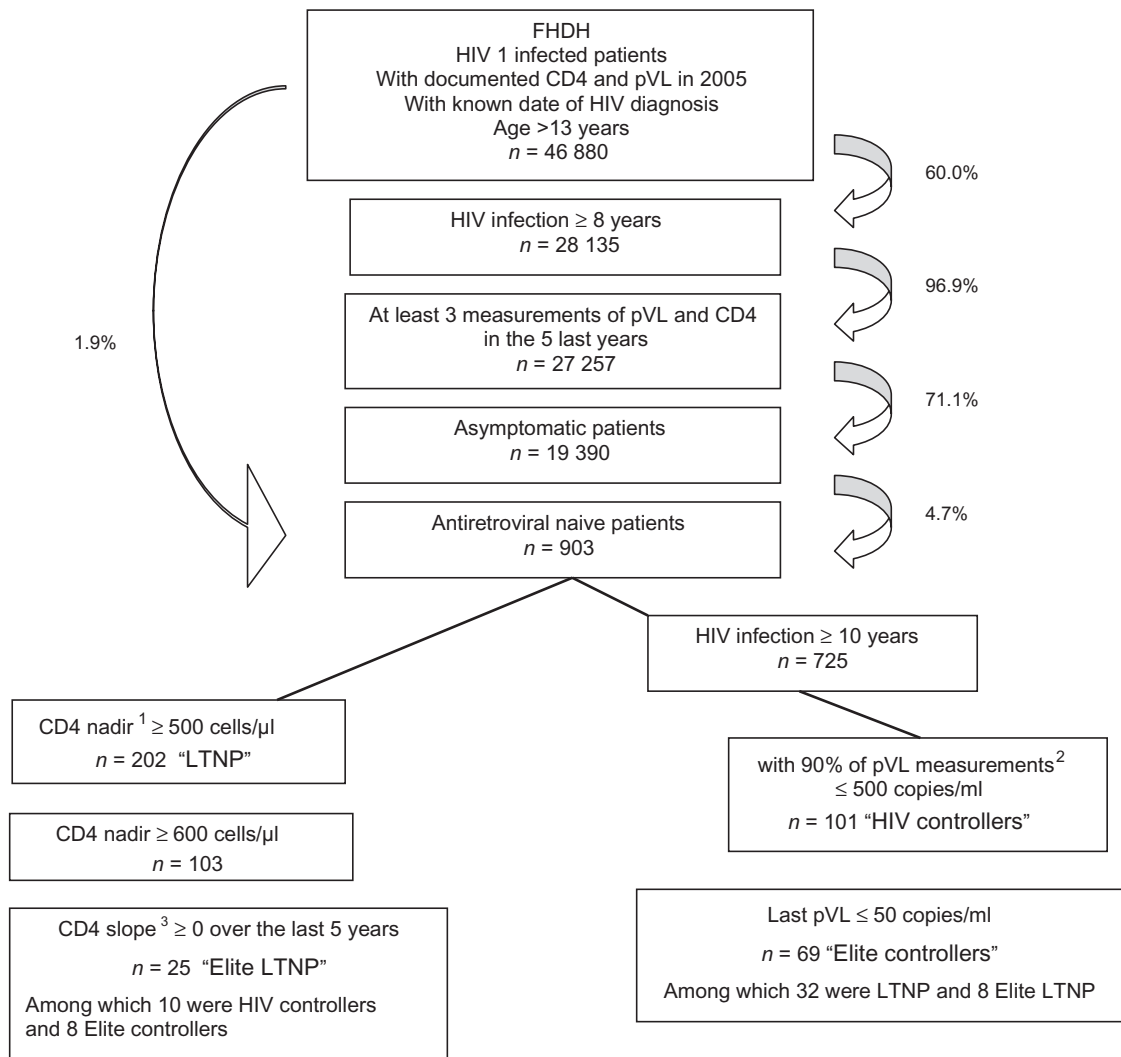 FHDH
HIV 1 infected patients
With documented CD4 and pVL in 2005
With known date of HIV diagnosis
Age >13 years
n = 46 880
60.0%
HIV infection ≥ 8 years
n = 28 135
96.9%
At least 3 measurements of pVL and CD4
in the 5 last years
n = 27 257
1.9%
71.1%
Asymptomatic patients
n = 19 390
4.7%
Antiretroviral naive patients
n = 903
HIV infection ≥ 10 years
n = 725
CD4 nadir ¹ ≥ 500 cells/µl
n = 202 “LTNP”
CD4 nadir ≥ 600 cells/µl
n = 103
CD4 slope ³ ≥ 0 over the last 5 years
n = 25 “Elite LTNP”
Among which 10 were HIV controllers
and 8 Elite controllers
with 90% of pVL measurements²
≤ 500 copies/ml
n = 101 “HIV controllers”
Last pVL ≤ 50 copies/ml
n = 69 “Elite controllers”
Among which 32 were LTNP and 8 Elite LTNP